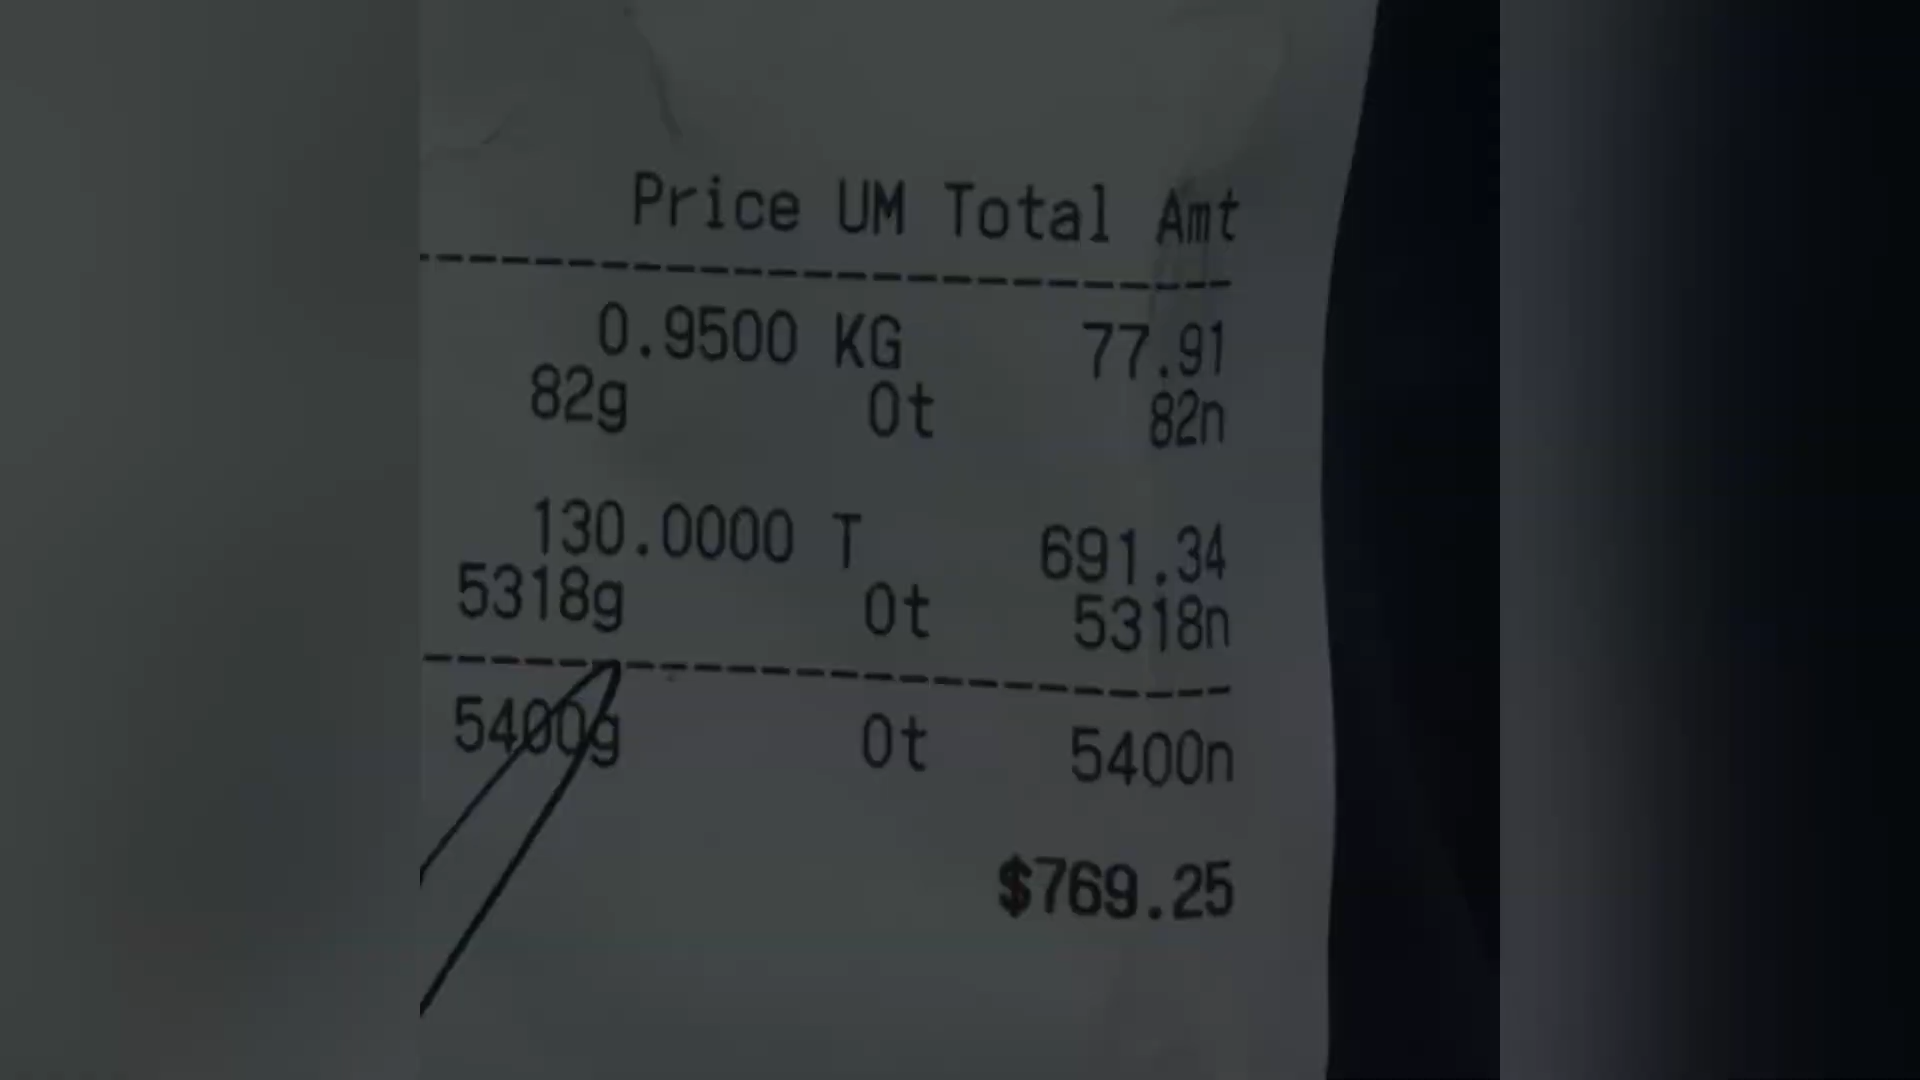 Price UM Total Amt
0.9500 KG 77.91
82g 0t 82n
130.0000 T 691.34
5318g 0t 5318n
5400g 0t 5400n
$769.25